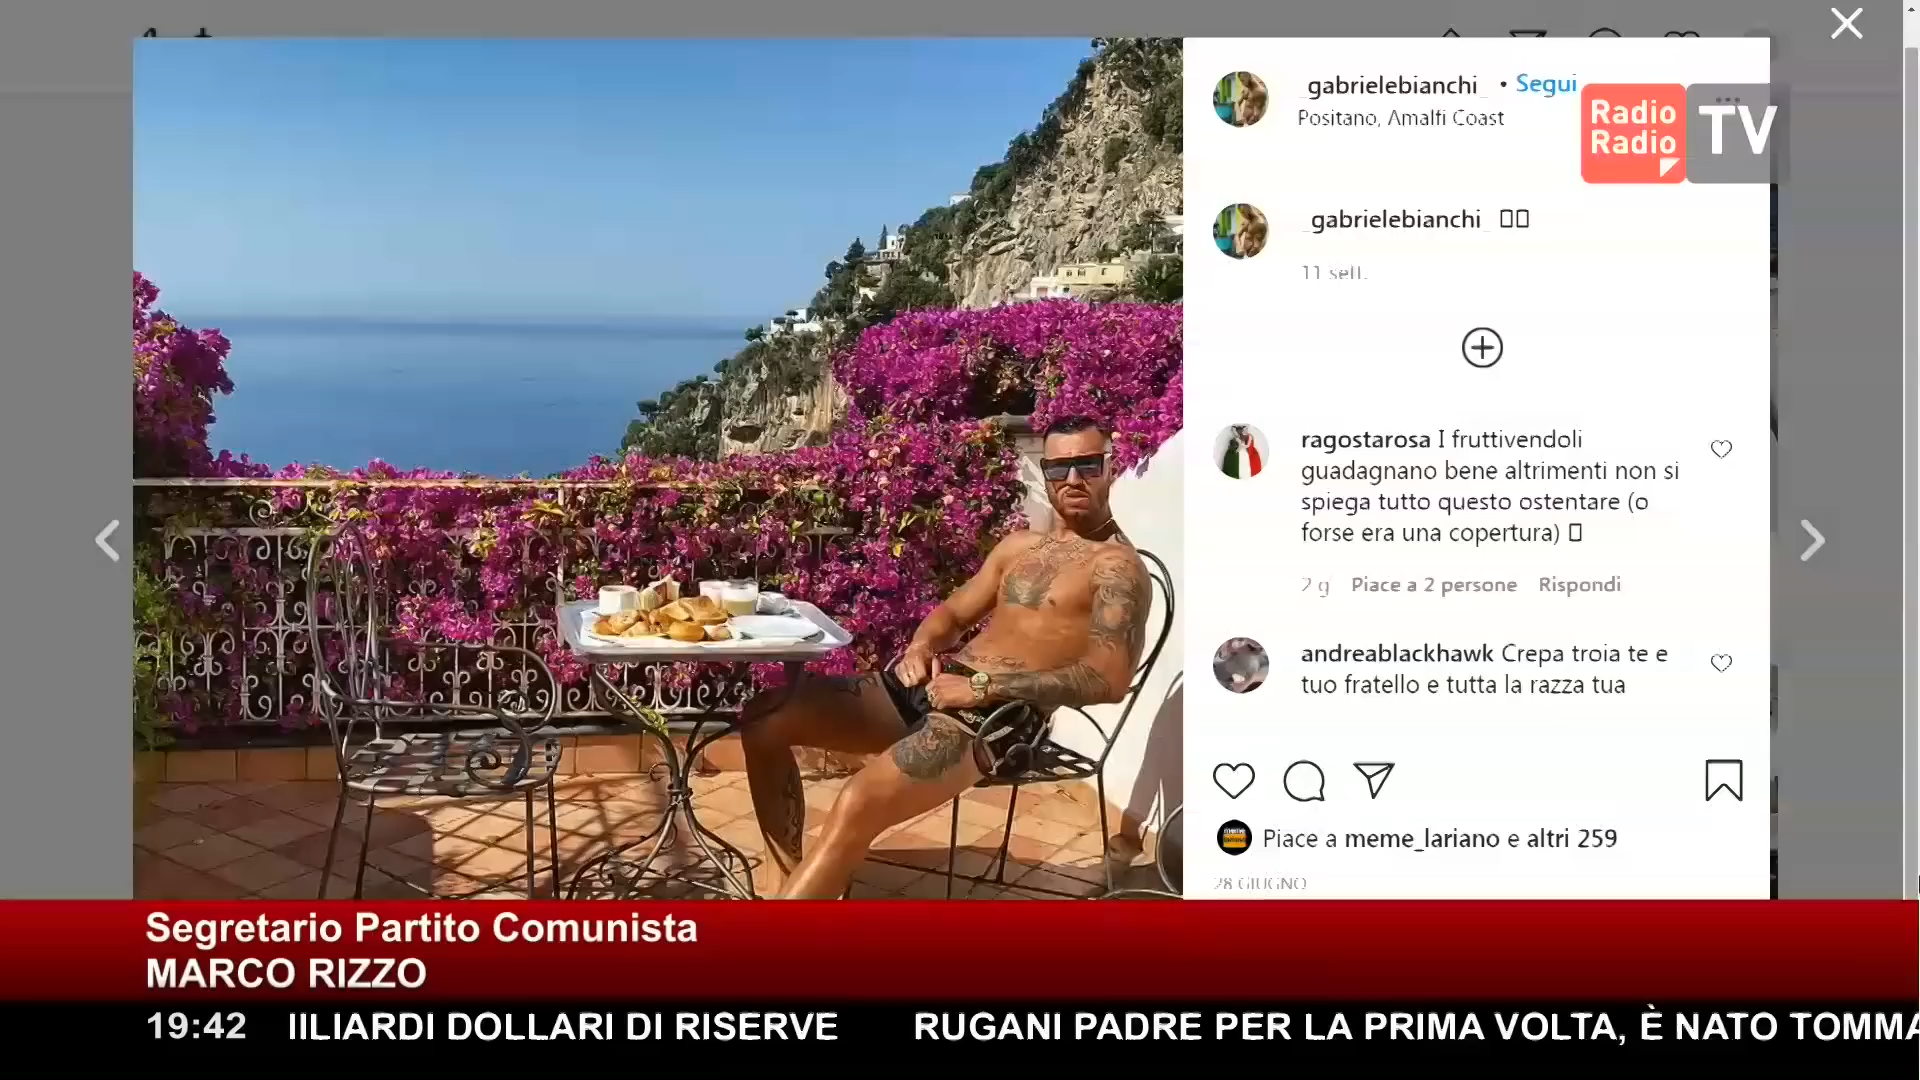 _gabrielebianchi_ • Segui
Positano, Amalfi Coast
Radio
Radio
TV
_gabrielebianchi_
11 sett.
ragostarosa I fruttivendoli
guadagnano bene altrimenti non si
spiega tutto questo ostentare (o
forse era una copertura)
2 g Piace a 2 persone Rispondi
andreablackhawk Crepa troia te e
tuo fratello e tutta la razza tua
Piace a meme_lariano e altri 259
28 GIUGNO
Segretario Partito Comunista
MARCO RIZZO
19:42 IILIARDI DOLLARI DI RISERVE RUGANI PADRE PER LA PRIMA VOLTA, È NATO TOMMA